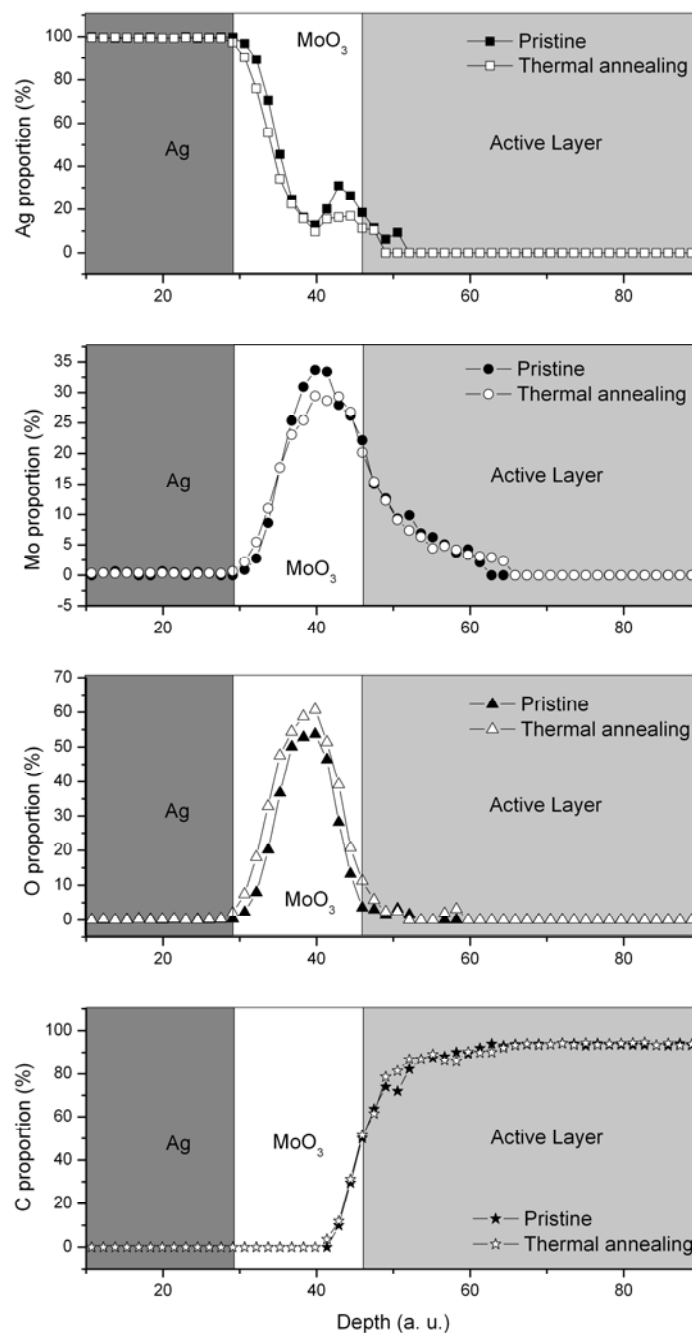 Ag proportion (%)
100
80
60
40
20
0
Ag
MoO₃
Active Layer
Pristine
Thermal annealing
20
40
60
80
Mo proportion (%)
35
30
25
20
15
10
5
0
-5
Ag
MoO₃
Active Layer
Pristine
Thermal annealing
20
40
60
80
O proportion (%)
70
60
50
40
30
20
10
0
Ag
MoO₃
Active Layer
Pristine
Thermal annealing
20
40
60
80
C proportion (%)
100
80
60
40
20
0
Ag
MoO₃
Active Layer
Pristine
Thermal annealing
20
40
60
80
Depth (a. u.)